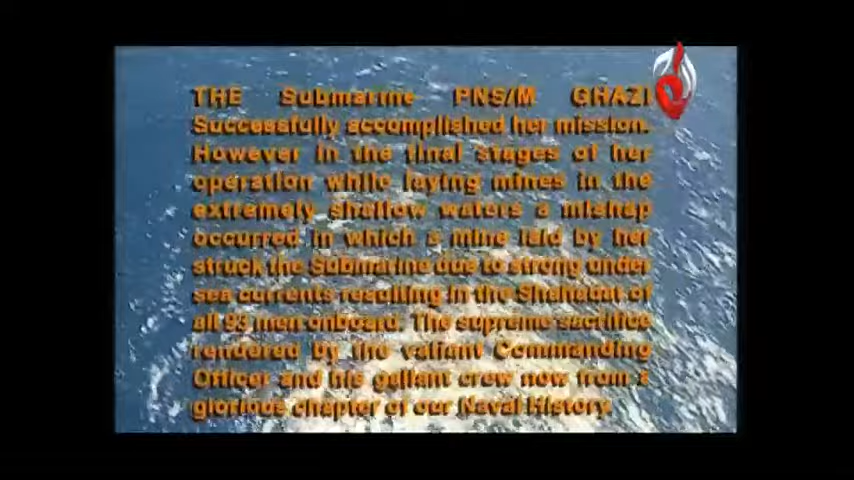 THE Submarine PNS/M GHAZI
Successfully accomplished her mission.
However in the final stages of her
operation while laying mines in the
extremely shallow waters a mishap
occurred in which a mine laid by her
struck the Submarine due to strong under
sea currents resulting in the Shahadat of
all 93 men onboard. The supreme sacrifice
rendered by the valiant Commanding
Officer and his gallant crew now from a
glorious chapter of our Naval History.